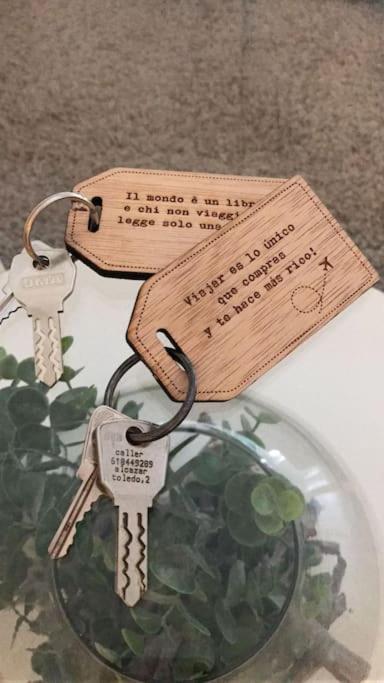 Il mondo è un libr
e chi non viaggi
legge solo una
Viajar es lo único
que compras
y te hace más rico!
caller
618449289
alcazar
toledo,2